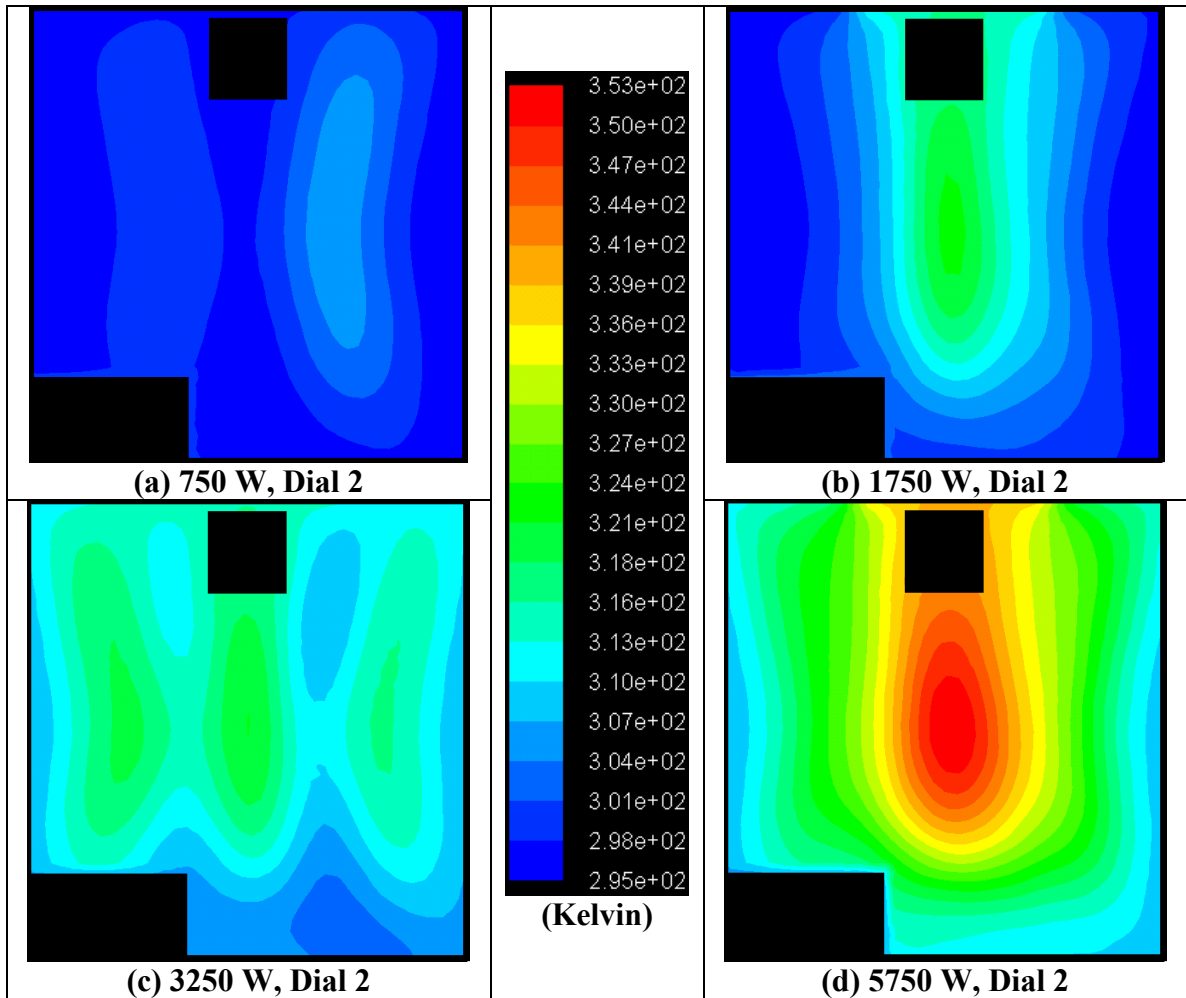 3.53e+02
3.50e+02
3.47e+02
3.44e+02
3.41e+02
3.39e+02
3.36e+02
3.33e+02
3.30e+02
3.27e+02
3.24e+02
3.21e+02
3.18e+02
3.16e+02
3.13e+02
3.10e+02
3.07e+02
3.04e+02
3.01e+02
2.98e+02
2.95e+02
(Kelvin)
(a) 750 W, Dial 2
(b) 1750 W, Dial 2
(c) 3250 W, Dial 2
(d) 5750 W, Dial 2